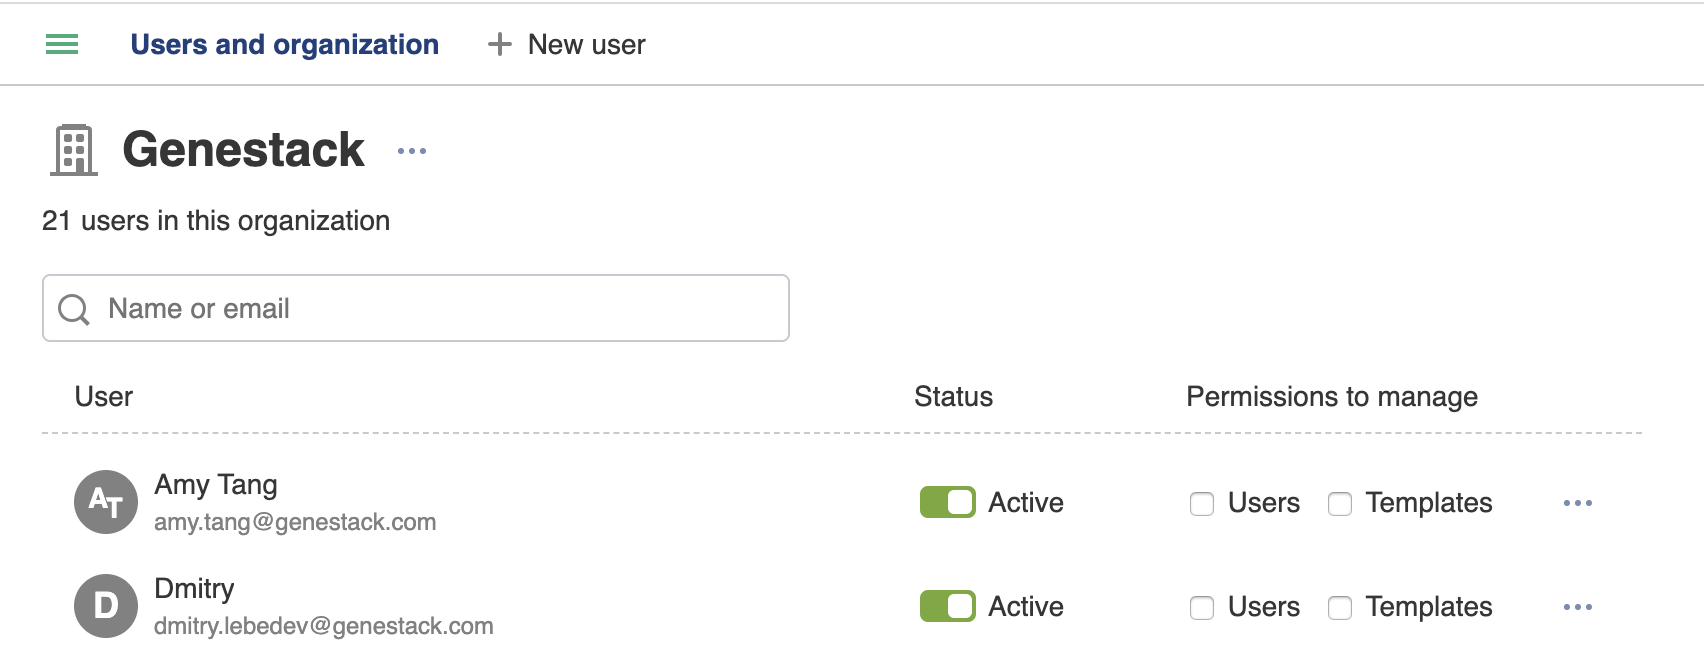 Users and organization + New user
Genestack ...
21 users in this organization
Name or email
User Status Permissions to manage
AT Amy Tang Active Users Templates ...
amy.tang@genestack.com
D Dmitry Active Users Templates ...
dmitry.lebedev@genestack.com